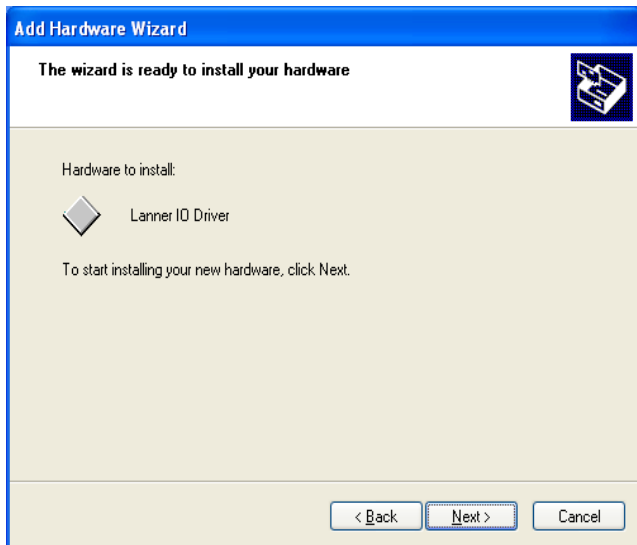 Add Hardware Wizard
The wizard is ready to install your hardware
Hardware to install:
Lanner IO Driver
To start installing your new hardware, click Next.
< Back Next > Cancel